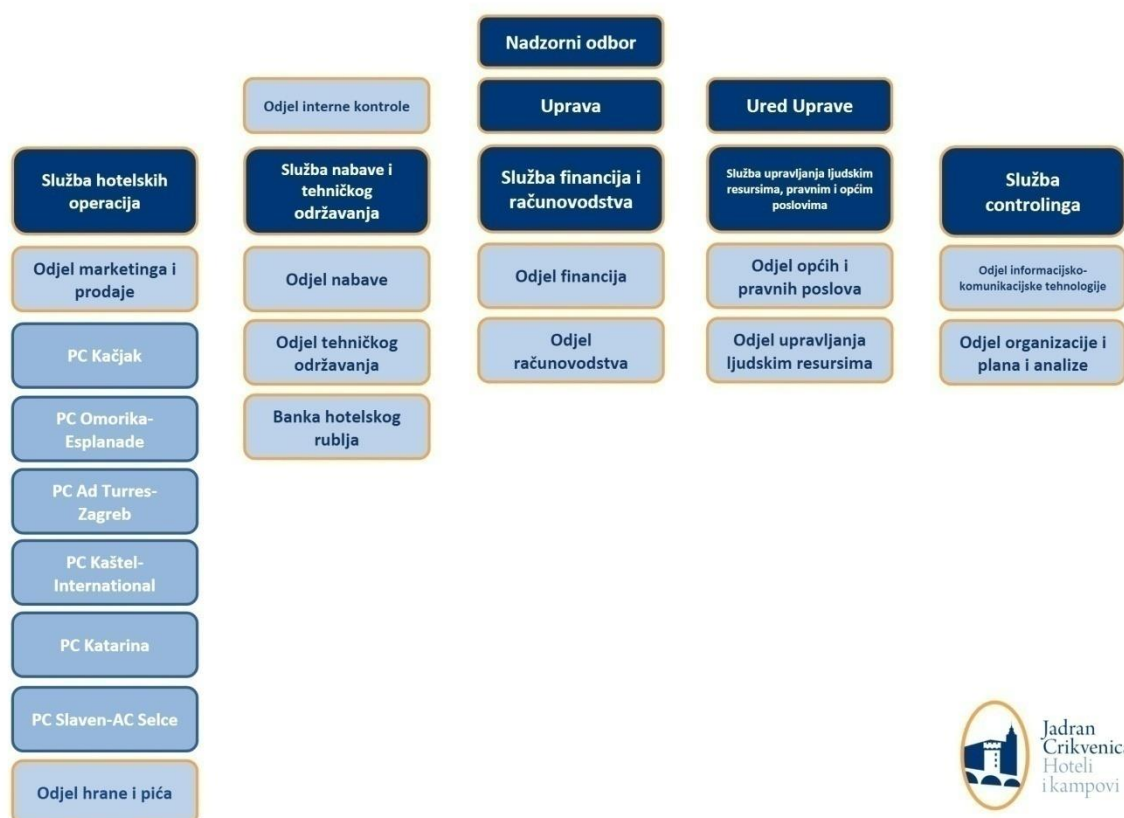 Nadzorni odbor
Odjel interne kontrole
Uprava
Ured Uprave
Služba hotelskih
operacija
Služba nabave i
tehničkog
održavanja
Služba financija i
računovodstva
Služba upravljanja ljudskim
resursima, pravnim i općim
poslovima
Služba
controlinga
Odjel marketinga i
prodaje
Odjel nabave
Odjel financija
Odjel općih i
pravnih poslova
Odjel informacijsko-
komunikacijske tehnologije
PC Kačjak
Odjel tehničkog
održavanja
Odjel
računovodstva
Odjel upravljanja
ljudskim resursima
Odjel organizacije i
plana i analize
PC Omorika-
Esplanade
Banka hotelskog
rublja
PC Ad Turres-
Zagreb
PC Kaštel-
International
PC Katarina
PC Slaven-AC Selce
Odjel hrane i pića
Jadran
Crikvenica
Hoteli
i kampovi